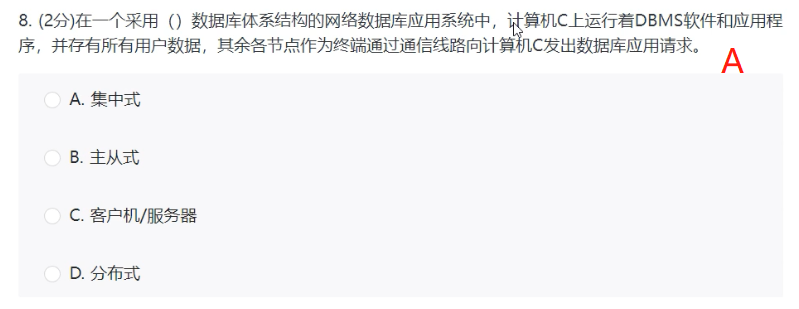 8. (2分)在一个采用（）数据库体系结构的网络数据库应用系统中，计算机C上运行着DBMS软件和应用程
序，并存有所有用户数据，其余各节点作为终端通过通信线路向计算机C发出数据库应用请求。
A
A. 集中式
B. 主从式
C. 客户机/服务器
D. 分布式